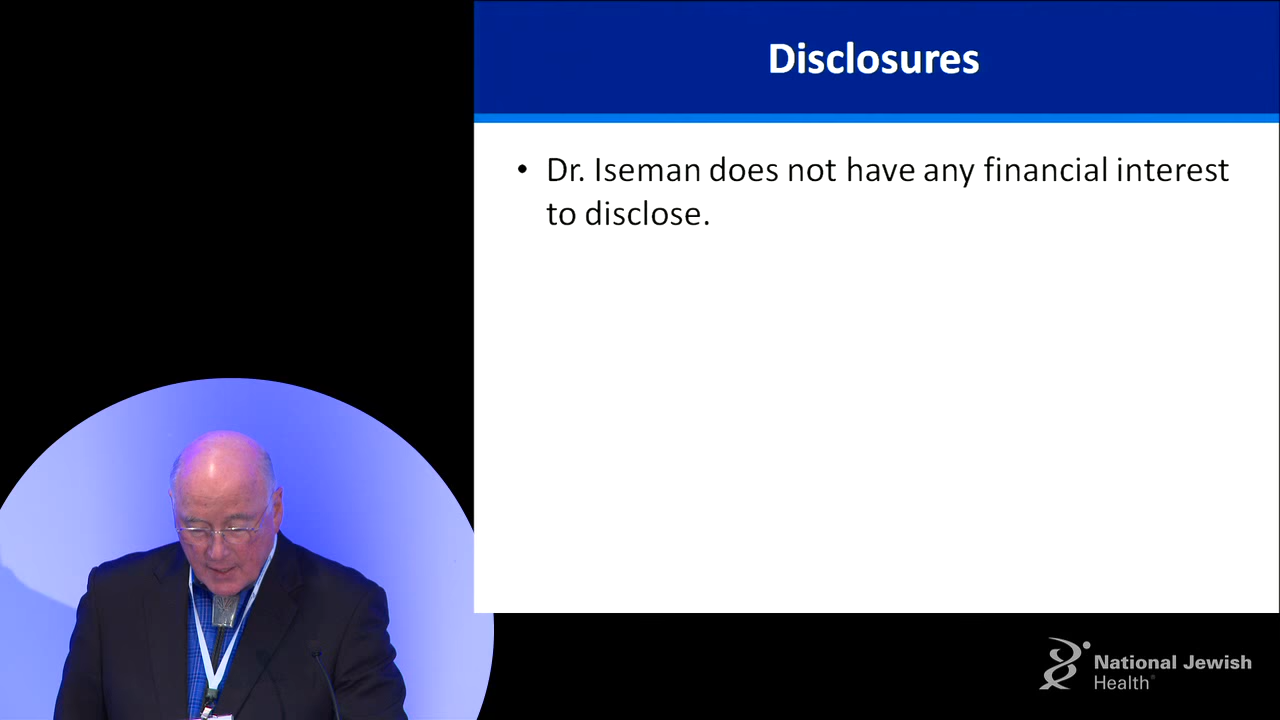 Disclosures
• Dr. Iseman does not have any financial interest
to disclose.
National Jewish
Health®